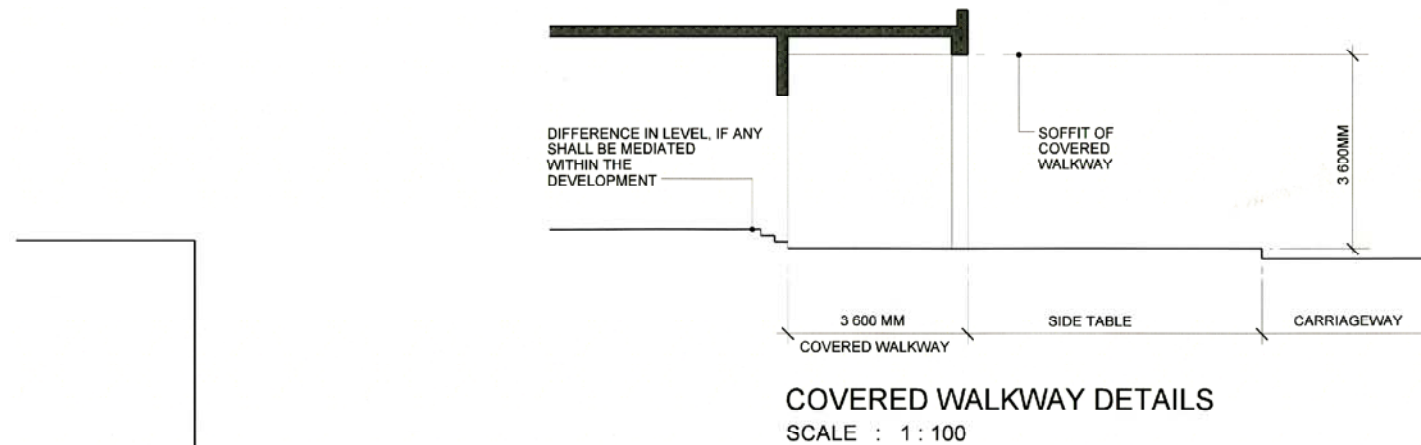 DIFFERENCE IN LEVEL, IF ANY
SHALL BE MEDIATED
WITHIN THE
DEVELOPMENT
SOFFIT OF
COVERED
WALKWAY
3 600MM
3 600 MM
COVERED WALKWAY
SIDE TABLE
CARRIAGEWAY
COVERED WALKWAY DETAILS
SCALE : 1 : 100